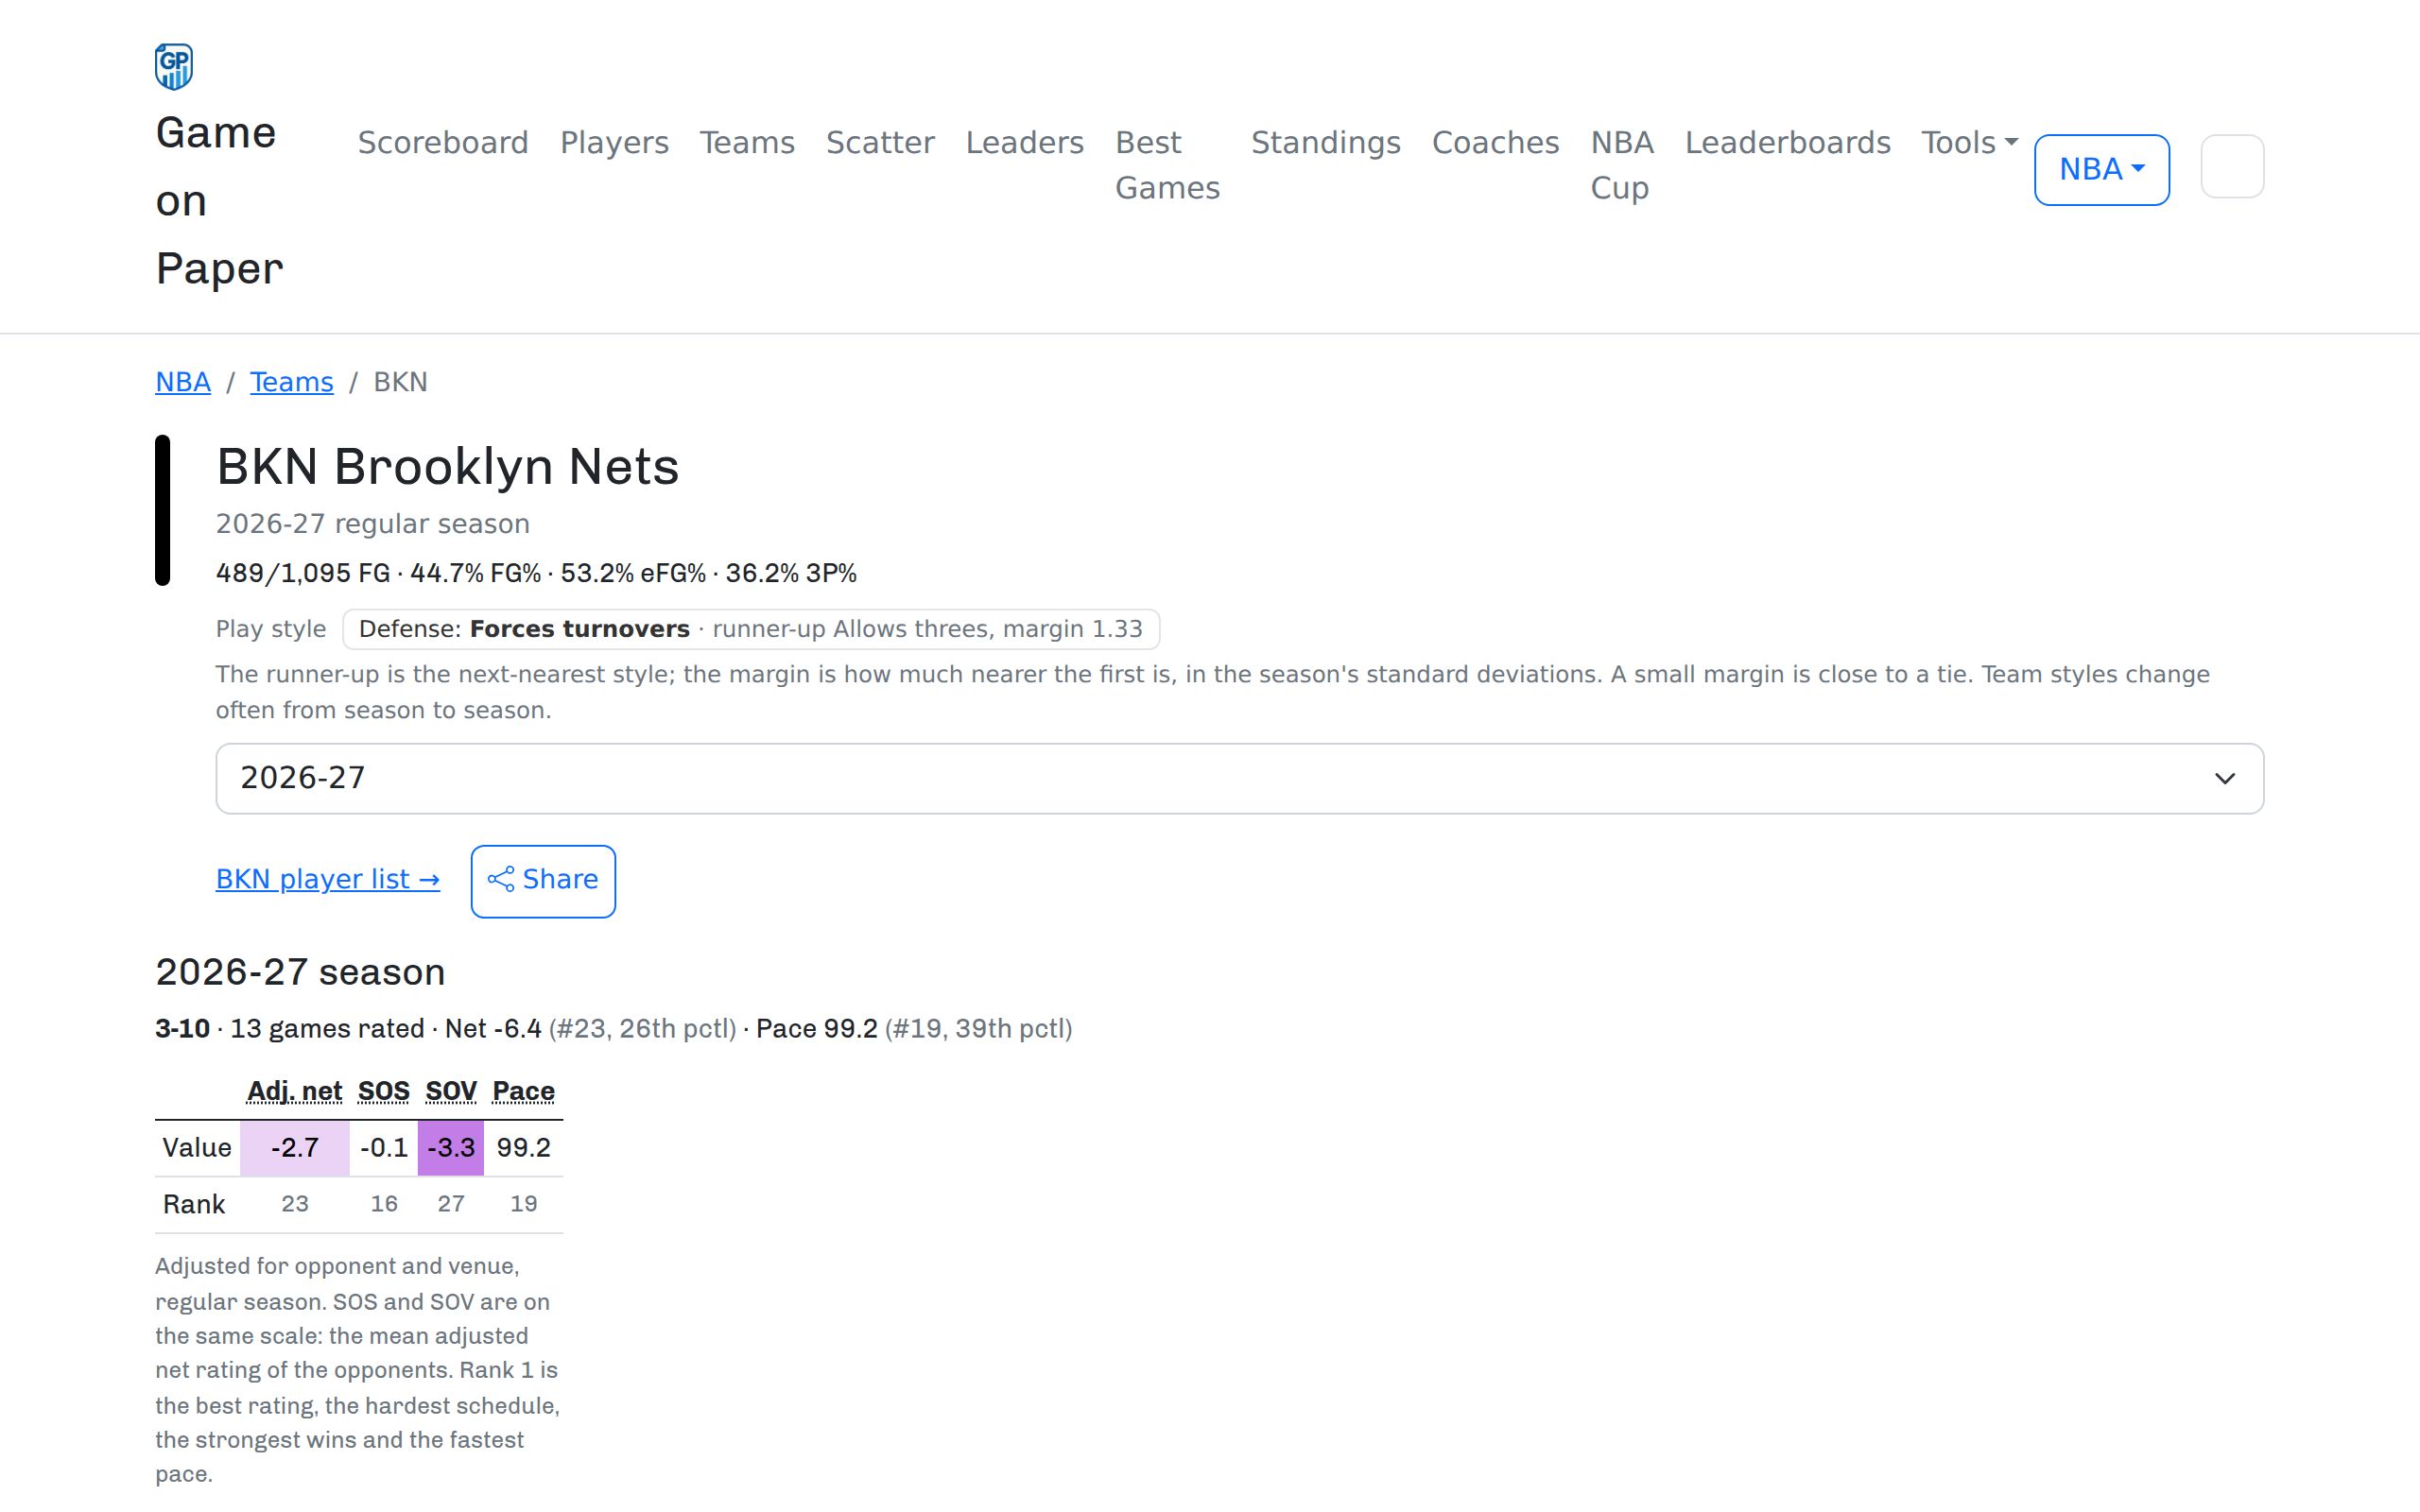 GP
Game
on
Paper
Scoreboard Players Teams Scatter Leaders Best Games Standings Coaches NBA Cup Leaderboards Tools NBA
NBA / Teams / BKN
BKN Brooklyn Nets
2026-27 regular season
489/1,095 FG · 44.7% FG% · 53.2% eFG% · 36.2% 3P%
Play style Defense: Forces turnovers · runner-up Allows threes, margin 1.33
The runner-up is the next-nearest style; the margin is how much nearer the first is, in the season's standard deviations. A small margin is close to a tie. Team styles change
often from season to season.
2026-27
BKN player list → Share
2026-27 season
3-10 · 13 games rated · Net -6.4 (#23, 26th pctl) · Pace 99.2 (#19, 39th pctl)
Adj. net SOS SOV Pace
Value -2.7 -0.1 -3.3 99.2
Rank 23 16 27 19
Adjusted for opponent and venue,
regular season. SOS and SOV are on
the same scale: the mean adjusted
net rating of the opponents. Rank 1 is
the best rating, the hardest schedule,
the strongest wins and the fastest
pace.